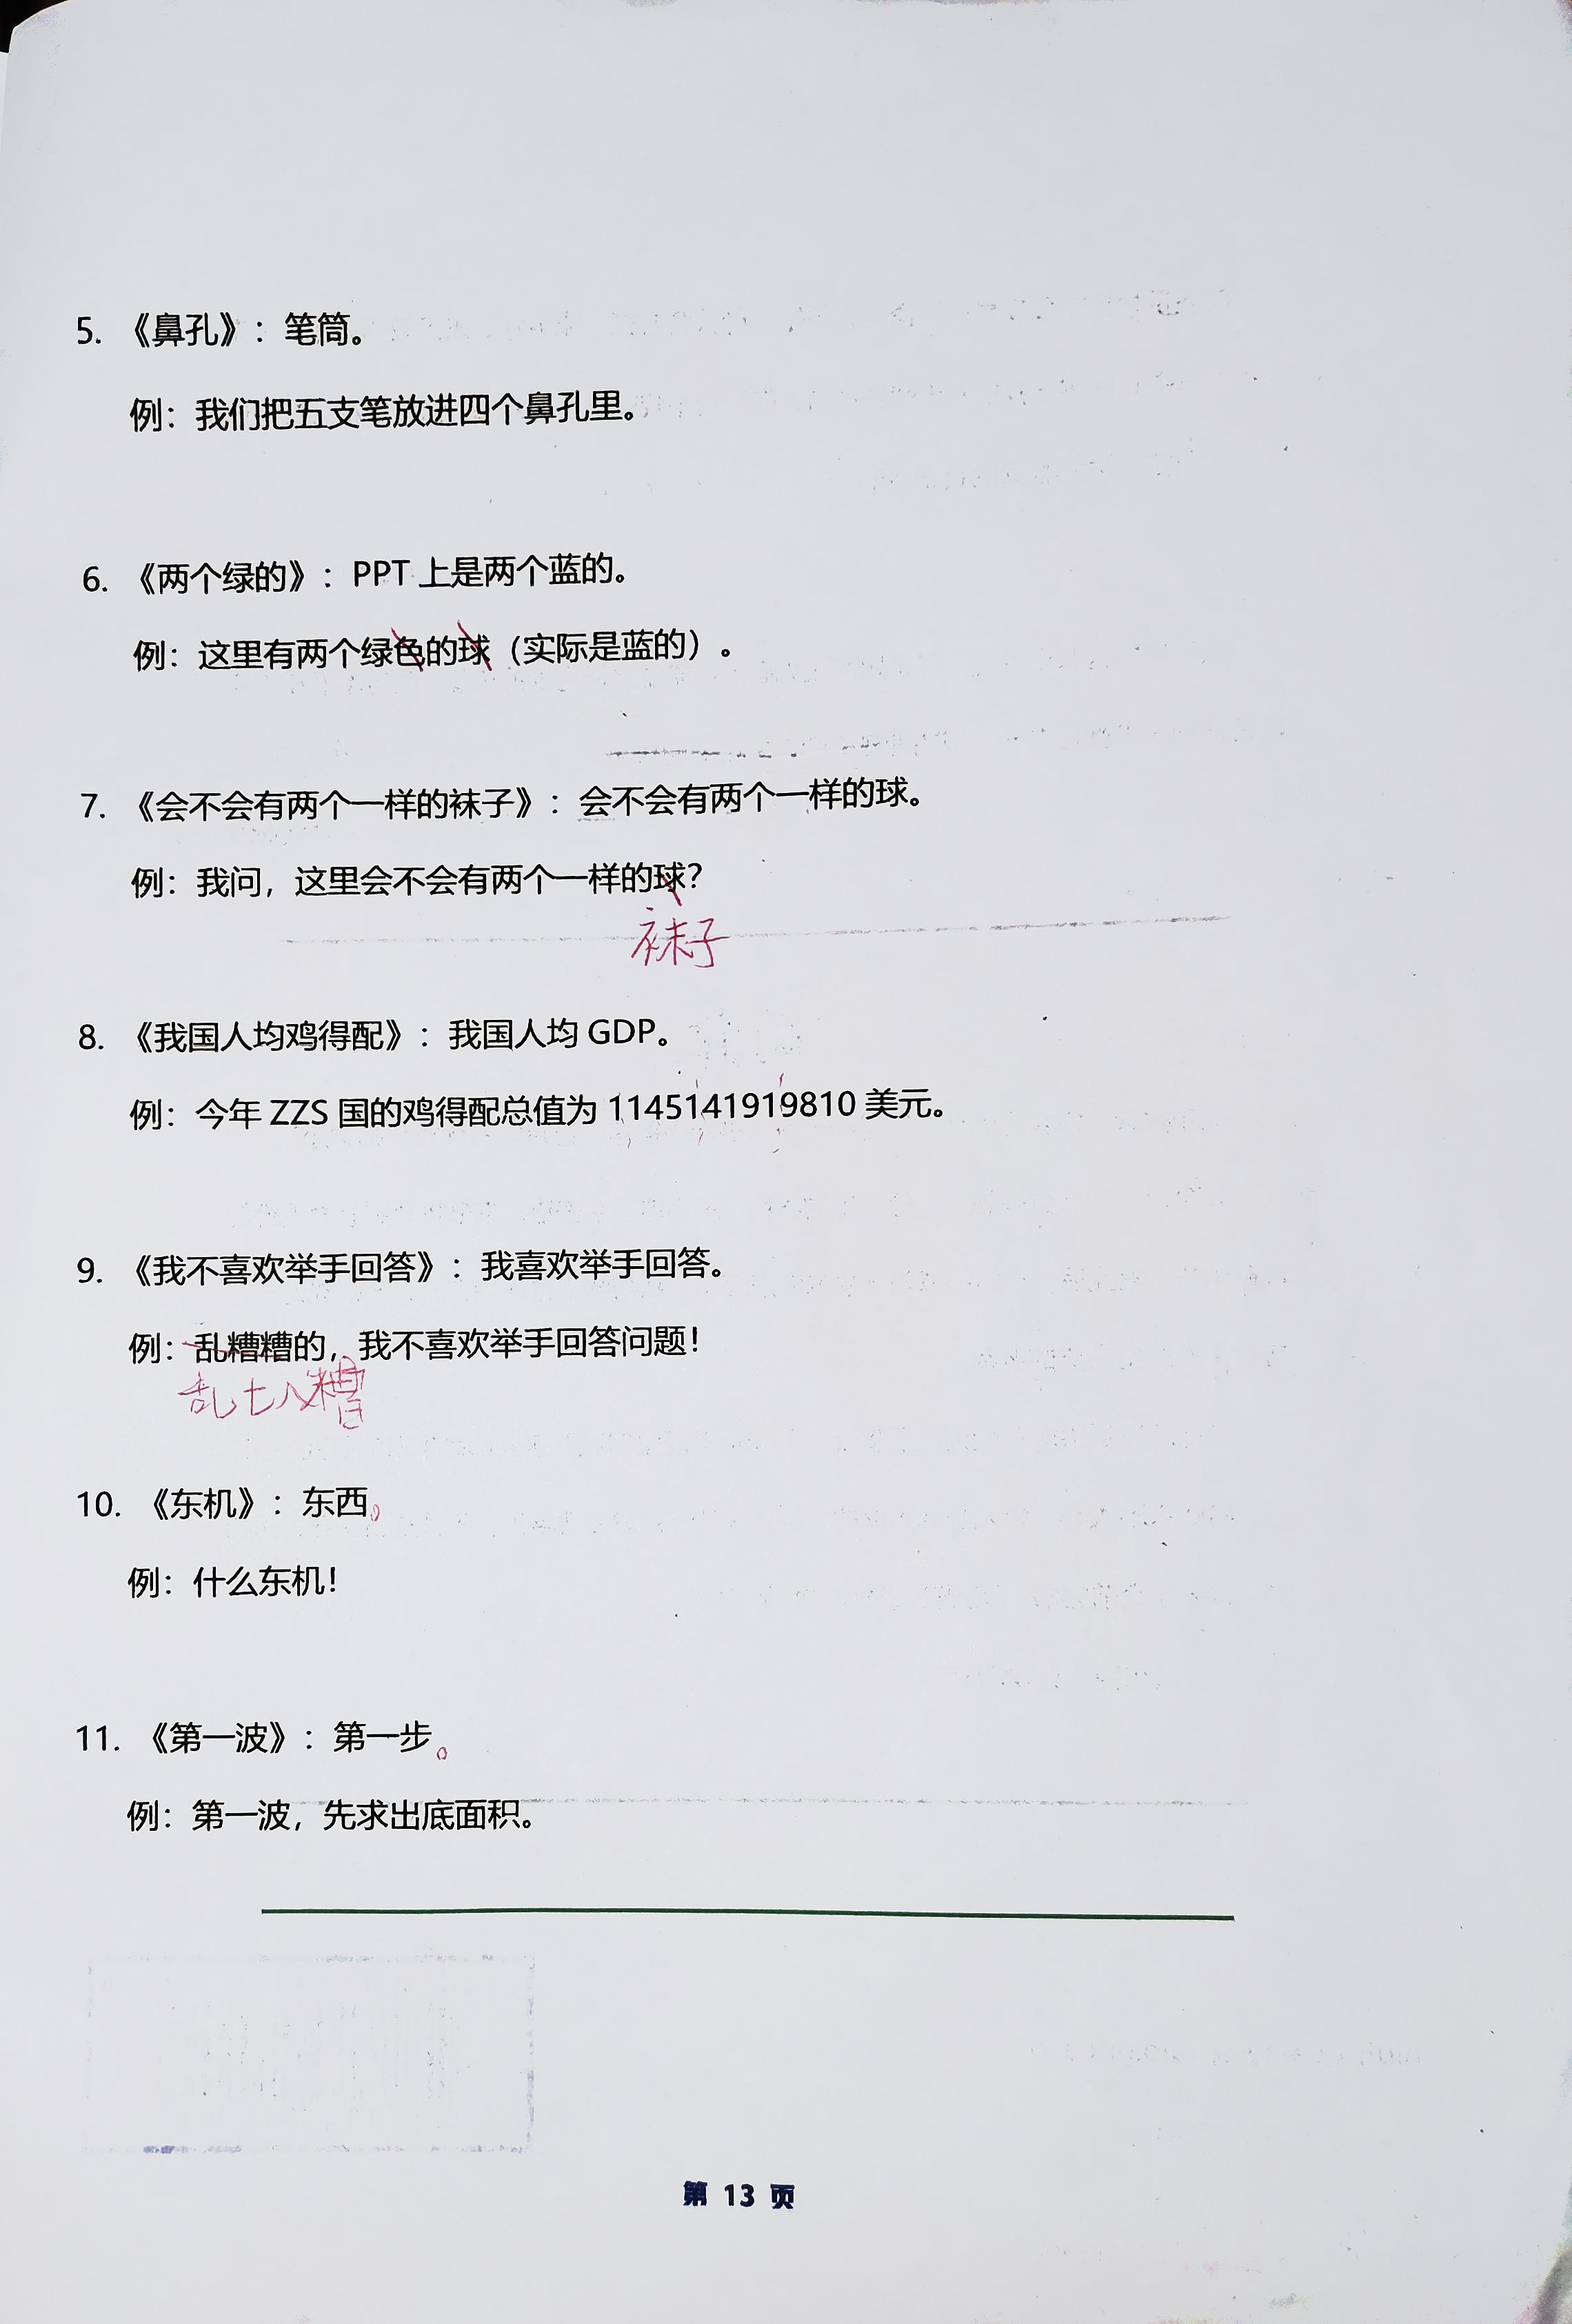 5. 《鼻孔》：笔筒。
例：我们把五支笔放进四个鼻孔里。
6. 《两个绿的》：PPT 上是两个蓝的。
例：这里有两个绿色的球（实际是蓝的）。
7. 《会不会有两个一样的袜子》：会不会有两个一样的球。
例：我问，这里会不会有两个一样的球？
袜子
8. 《我国人均鸡得配》：我国人均 GDP。
例：今年 ZZS 国的鸡得配总值为 1145141919810 美元。
9. 《我不喜欢举手回答》：我喜欢举手回答。
例：乱糟糟的，我不喜欢举手回答问题！
乱七八糟
10. 《东机》：东西。
例：什么东机！
11. 《第一波》：第一步。
例：第一波，先求出底面积。
第 13 页